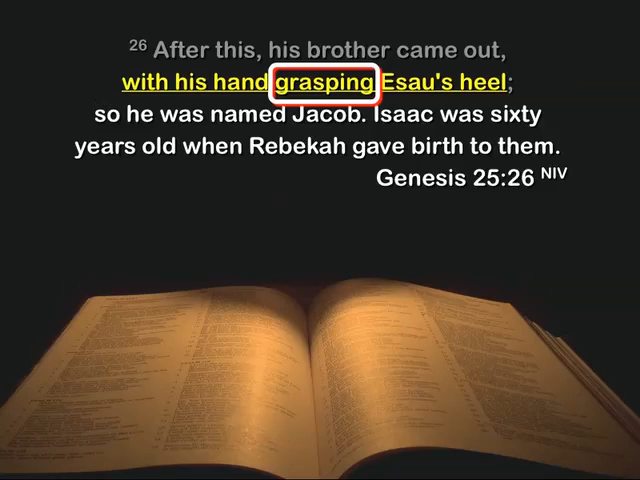 26 After this, his brother came out,
with his hand grasping Esau's heel;
so he was named Jacob. Isaac was sixty
years old when Rebekah gave birth to them.
Genesis 25:26 NIV